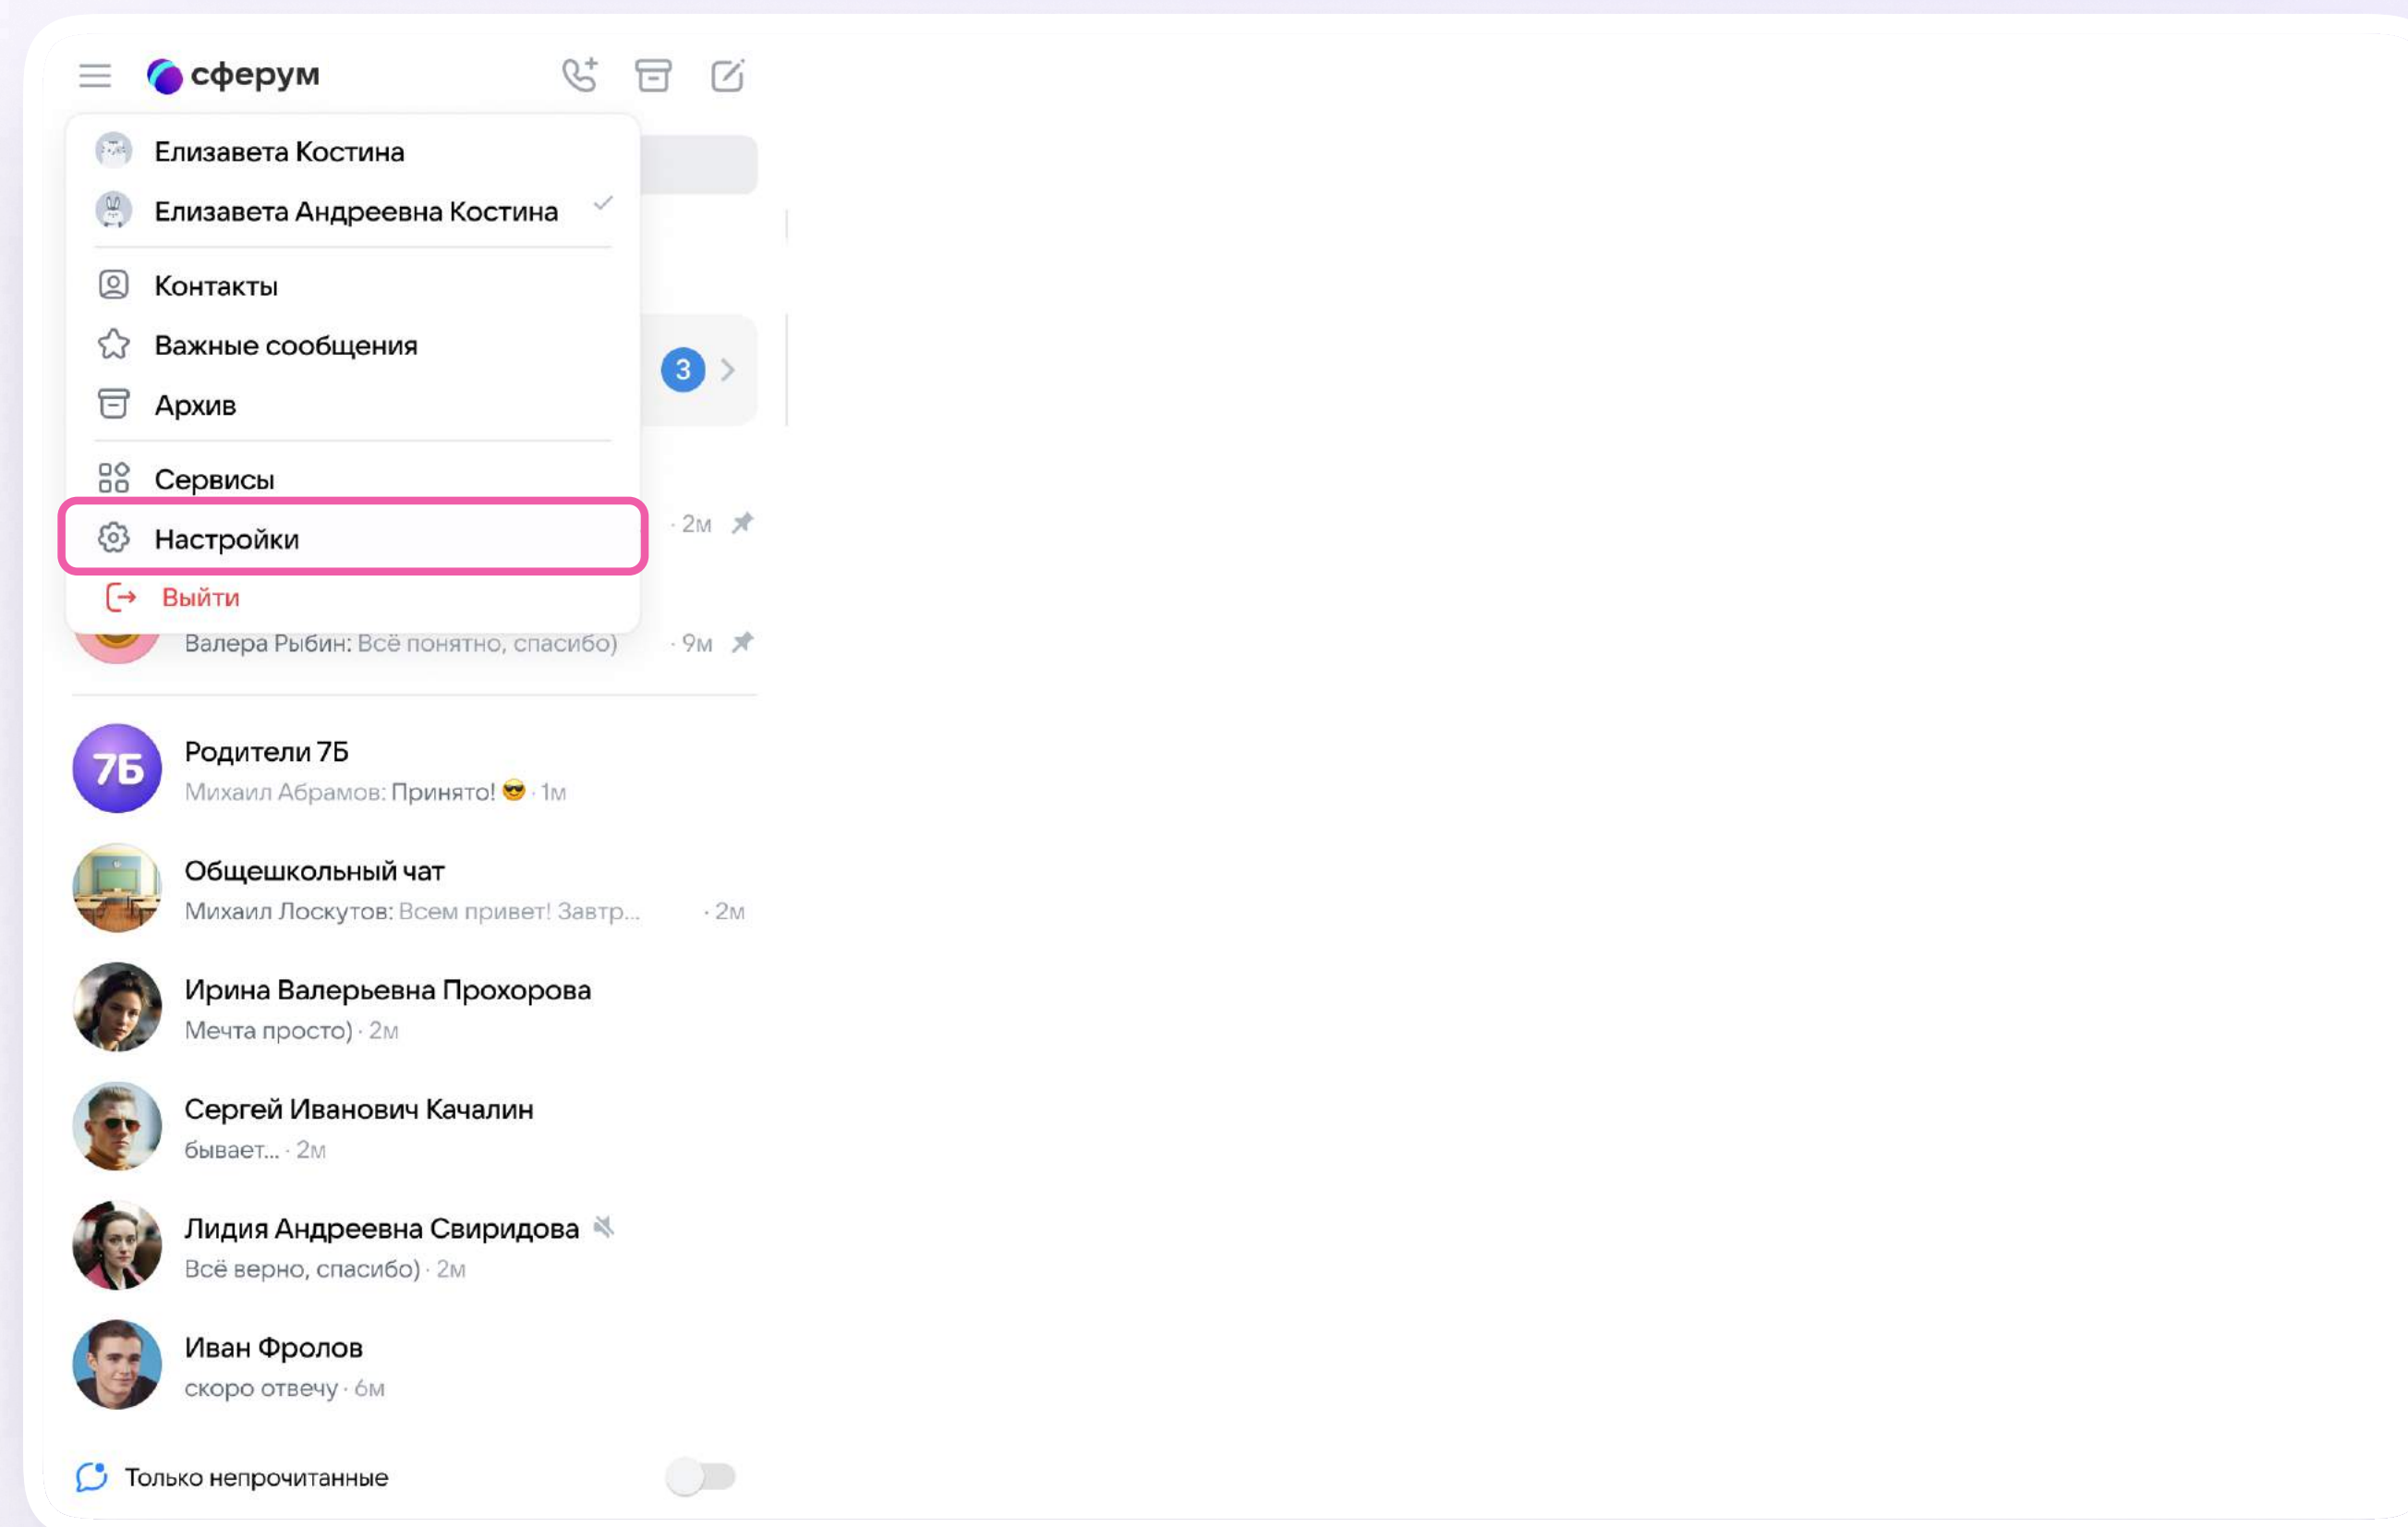 сферум
Елизавета Костина
Елизавета Андреевна Костина
Контакты
Важные сообщения
Архив
3
Сервисы
Настройки
· 2м
Выйти
Валера Рыбин: Всё понятно, спасибо) · 9м
7Б
Родители 7Б
Михаил Абрамов: Принято! 😎 · 1м
Общешкольный чат
Михаил Лоскутов: Всем привет! Завтр... · 2м
Ирина Валерьевна Прохорова
Мечта просто) · 2м
Сергей Иванович Качалин
бывает... · 2м
Лидия Андреевна Свиридова
Всё верно, спасибо) · 2м
Иван Фролов
скоро отвечу · 6м
Только непрочитанные